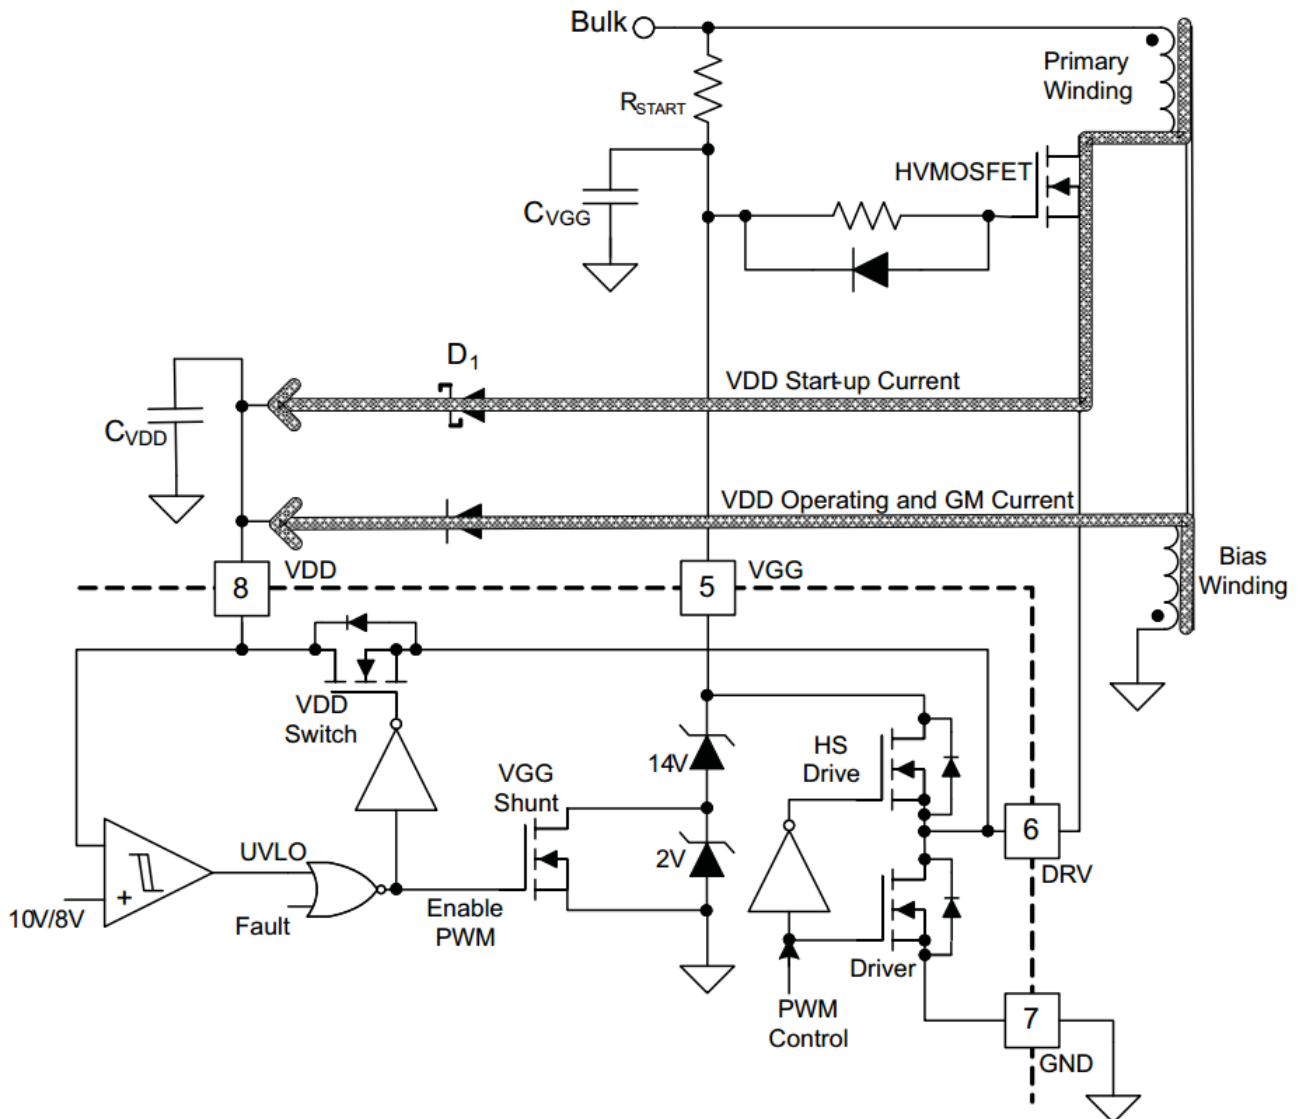 Bulk
Primary
Winding
RSTART
HVMOSFET
CVGG
D1
VDD Start-up Current
CVDD
VDD Operating and GM Current
Bias
Winding
8
VDD
5
VGG
VDD
Switch
14V
HS
Drive
VGG
Shunt
6
DRV
2V
UVLO
+
10V/8V
Fault
Enable
PWM
Driver
PWM
Control
7
GND